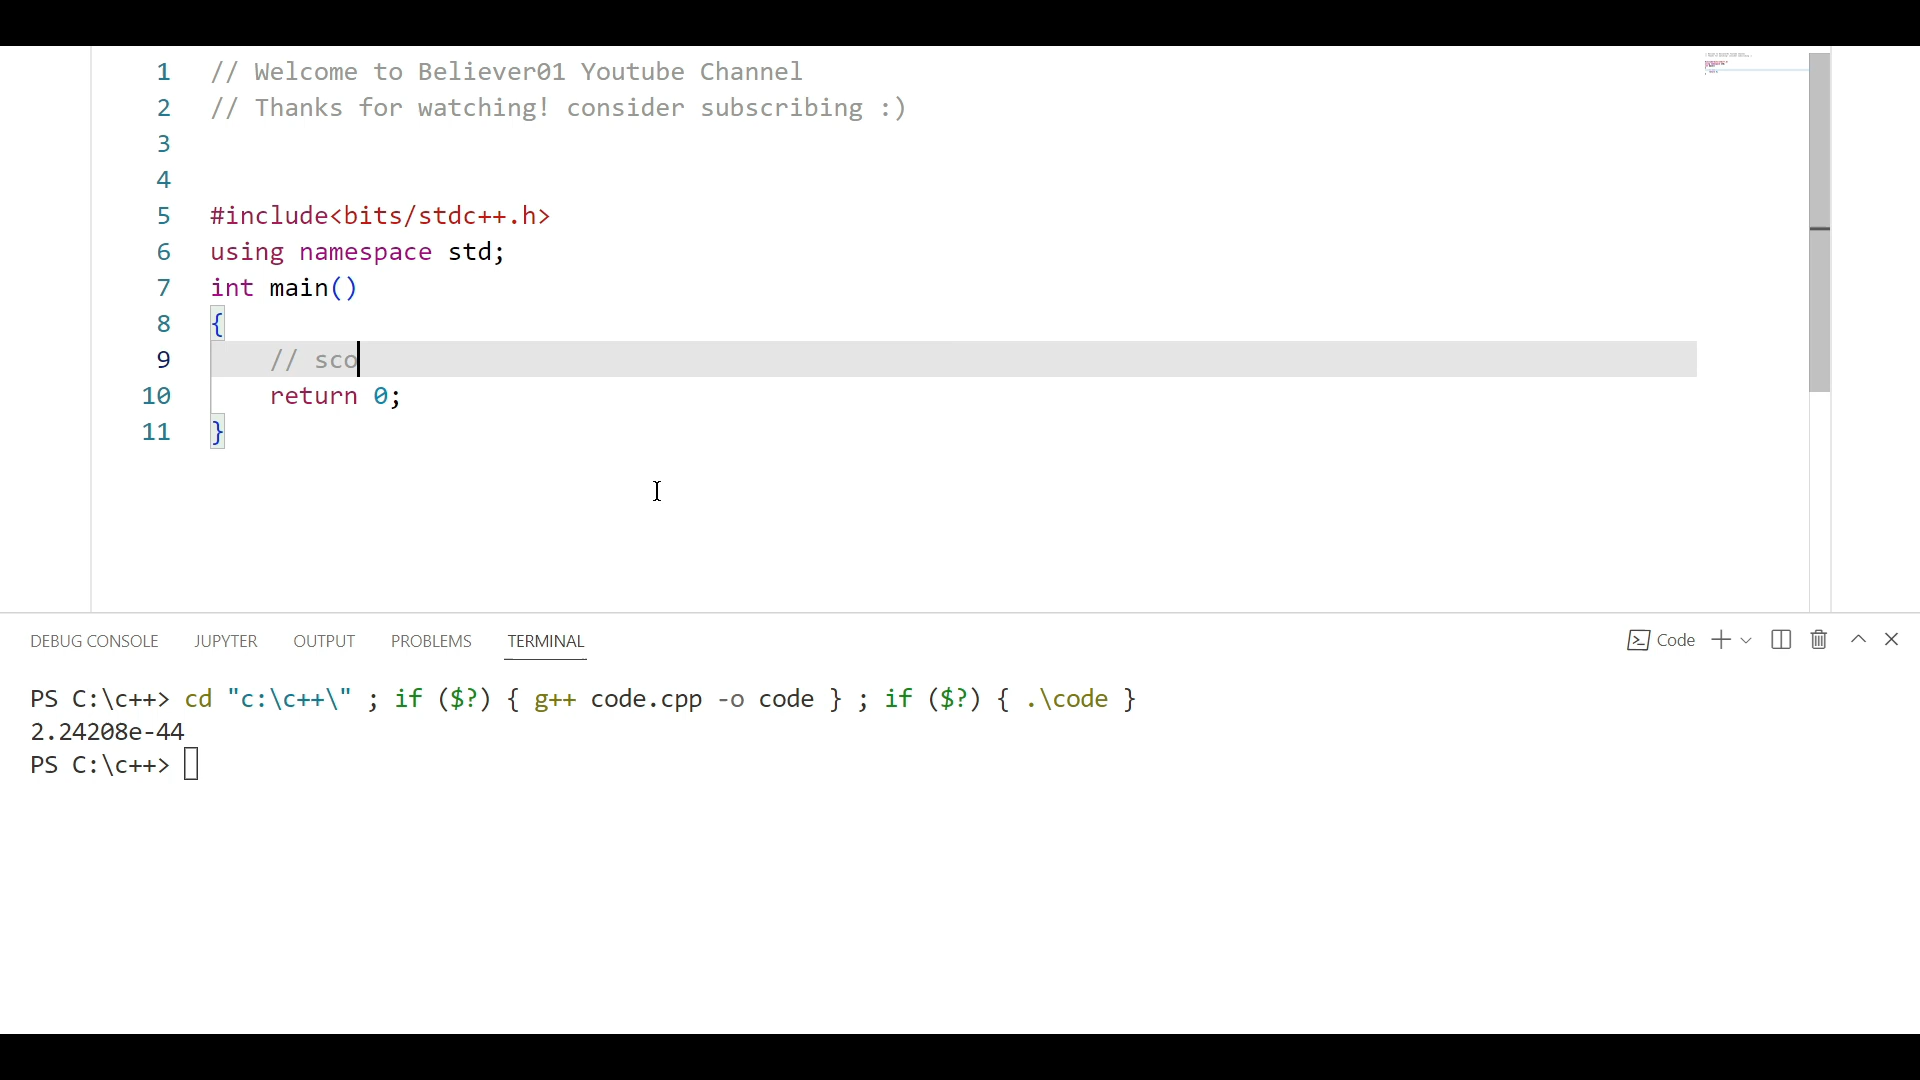 1 // Welcome to Believer01 Youtube Channel
2 // Thanks for watching! consider subscribing :)
3
4
5 #include<bits/stdc++.h>
6 using namespace std;
7 int main()
8 {
9 // sco
10 return 0;
11 }
DEBUG CONSOLE JUPYTER OUTPUT PROBLEMS TERMINAL Code
PS C:\c++> cd "c:\c++\" ; if ($?) { g++ code.cpp -o code } ; if ($?) { .\code }
2.24208e-44
PS C:\c++>